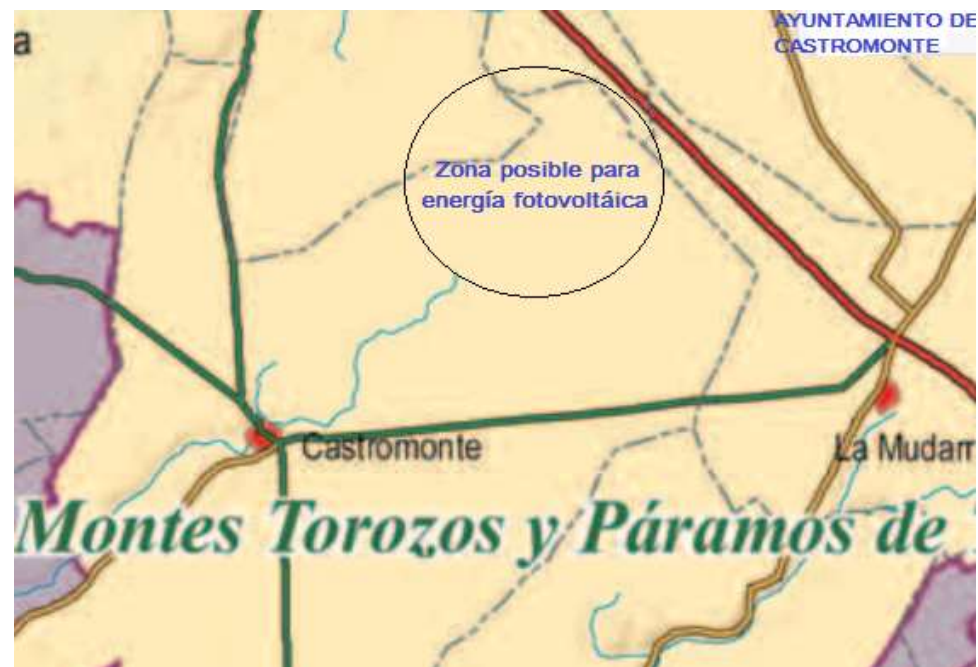 a
AYUNTAMIENTO DE
CASTROMONTE
Zona posible para
energía fotovoltáica
Castromonte
La Mudarr
Montes Torozos y Páramos de